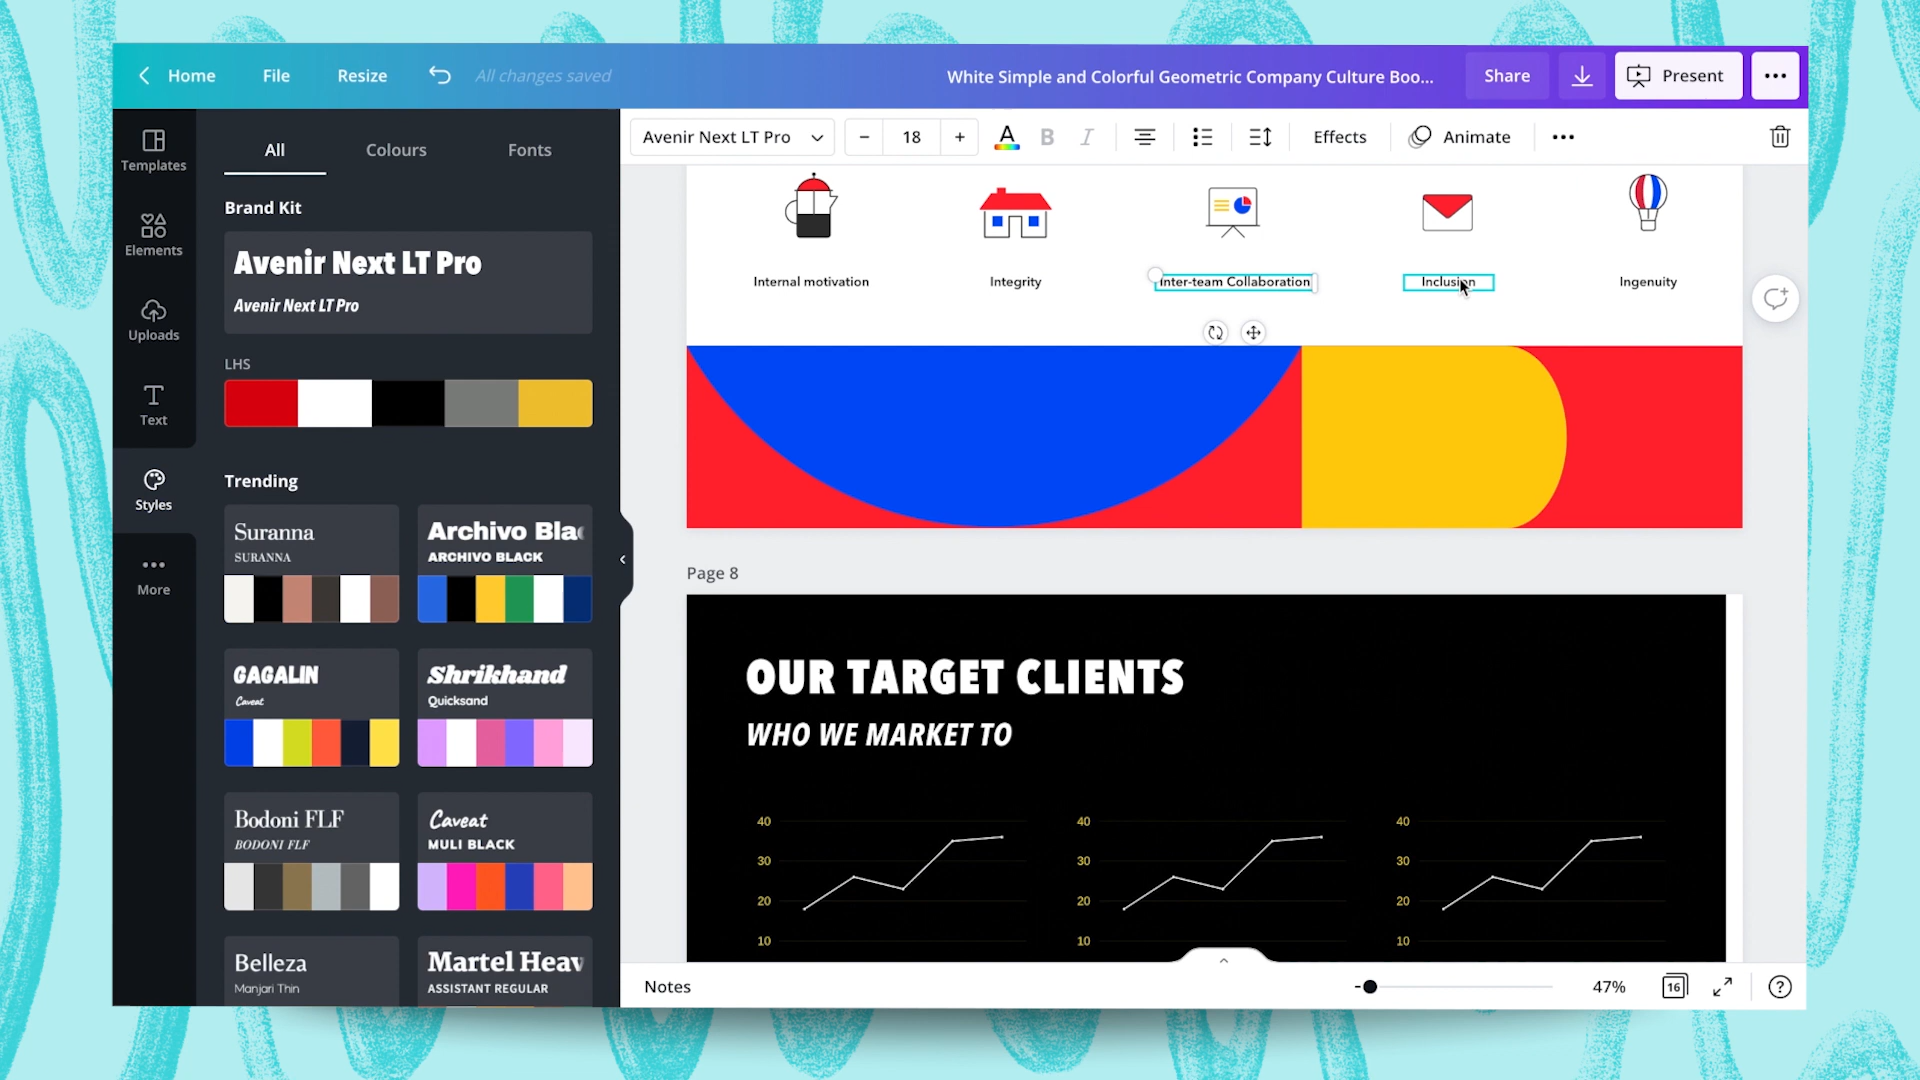 Home File Resize All changes saved White Simple and Colorful Geometric Company Culture Boo... Share Present
Templates
Elements
Uploads
Text
Styles
More
All Colours Fonts
Brand Kit
Avenir Next LT Pro
Avenir Next LT Pro
LHS
Trending
Suranna
SURANNA
Archivo Blac
ARCHIVO BLACK
GAGALIN
Caveat
Shrikhand
Quicksand
Bodoni FLF
BODONI FLF
Caveat
MULI BLACK
Belleza
Manjari Thin
Martel Heav
ASSISTANT REGULAR
Avenir Next LT Pro − 18 + A B I Effects Animate
Internal motivation Integrity Inter-team Collaboration Inclusion Ingenuity
Page 8
OUR TARGET CLIENTS
WHO WE MARKET TO
40 40 40
30 30 30
20 20 20
10 10 10
Notes 47% 16 ?